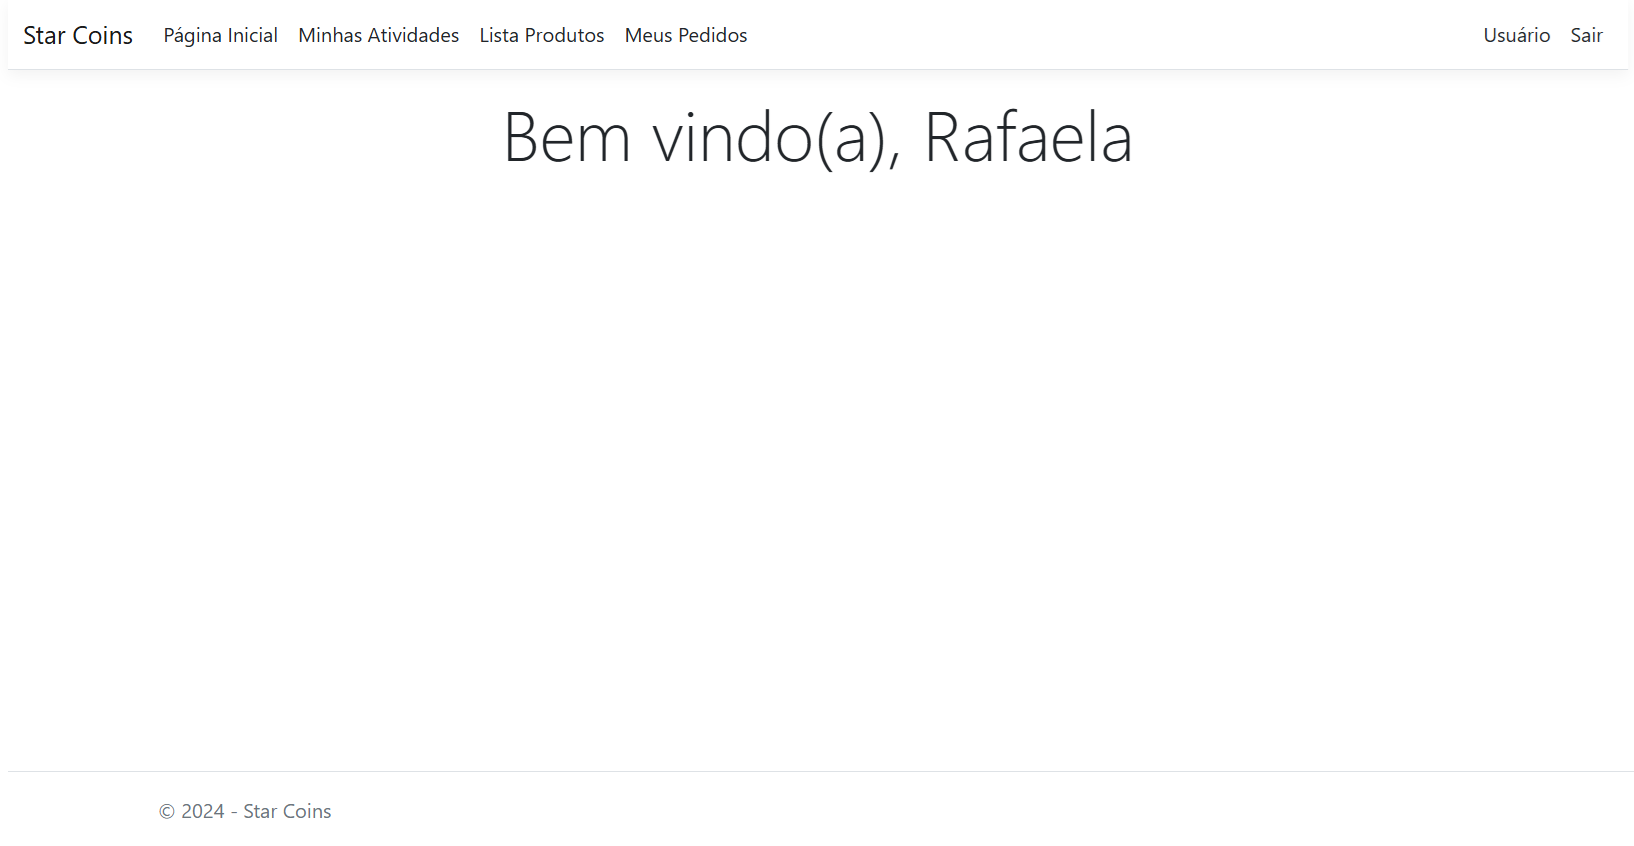 Star Coins Página Inicial Minhas Atividades Lista Produtos Meus Pedidos Usuário Sair
Bem vindo(a), Rafaela
© 2024 - Star Coins